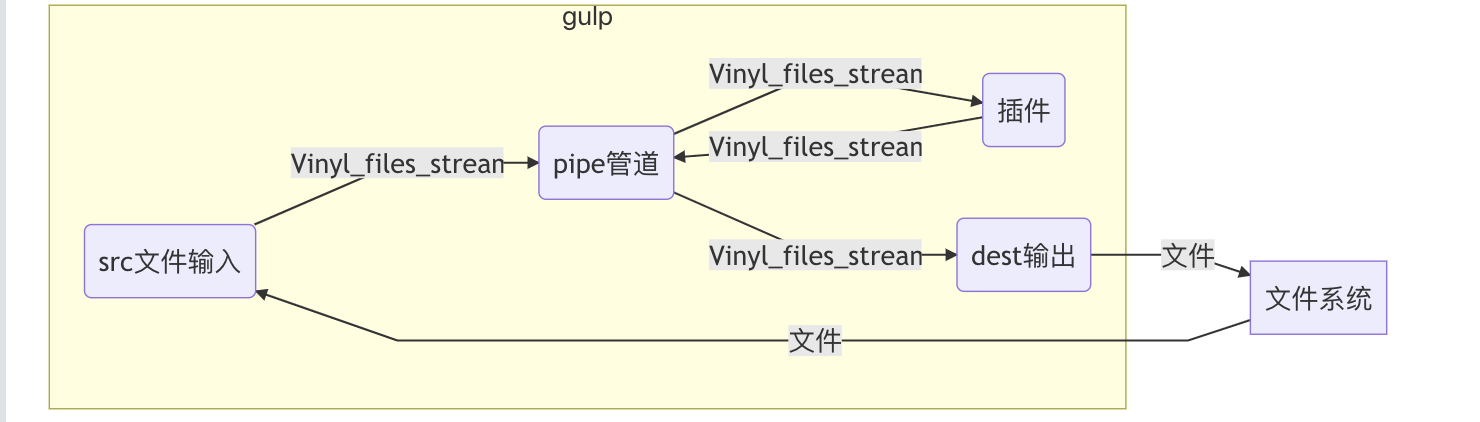 gulp
Vinyl_files_strean
插件
Vinyl_files_strean
Vinyl_files_strean
pipe管道
src文件输入
Vinyl_files_strean
dest输出
文件
文件系统
文件